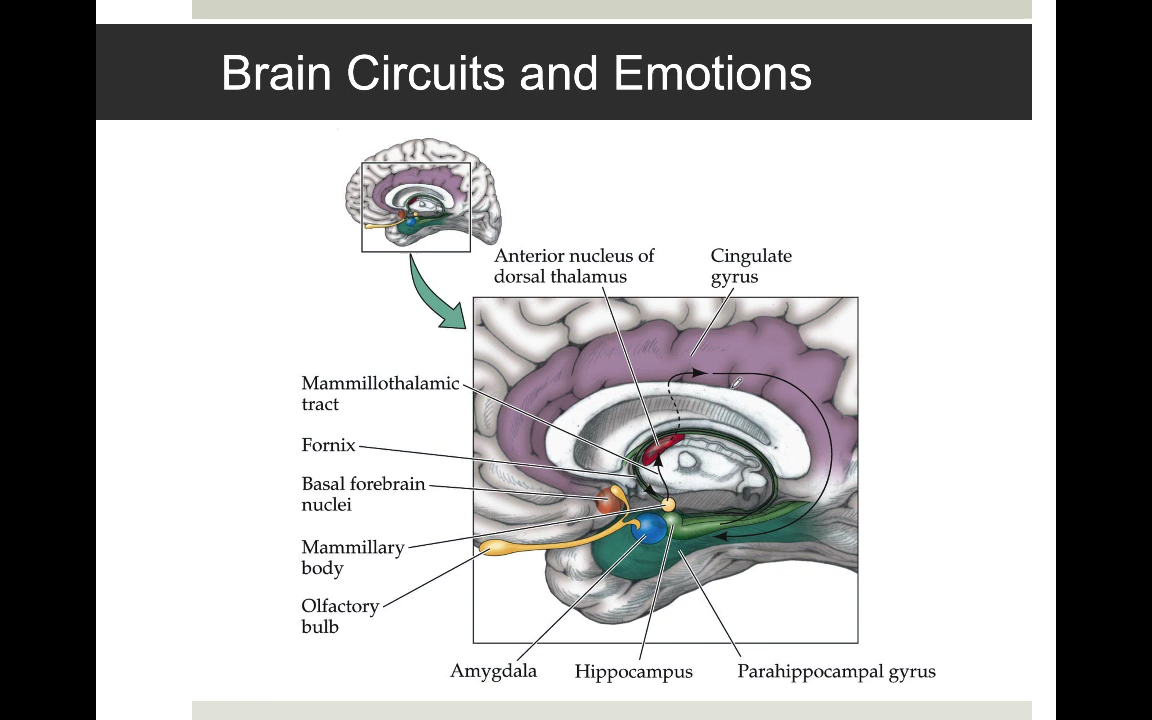 Brain Circuits and Emotions
Anterior nucleus of
dorsal thalamus
Cingulate
gyrus
Mammillothalamic
tract
Fornix
Basal forebrain
nuclei
Mammillary
body
Olfactory
bulb
Amygdala
Hippocampus
Parahippocampal gyrus